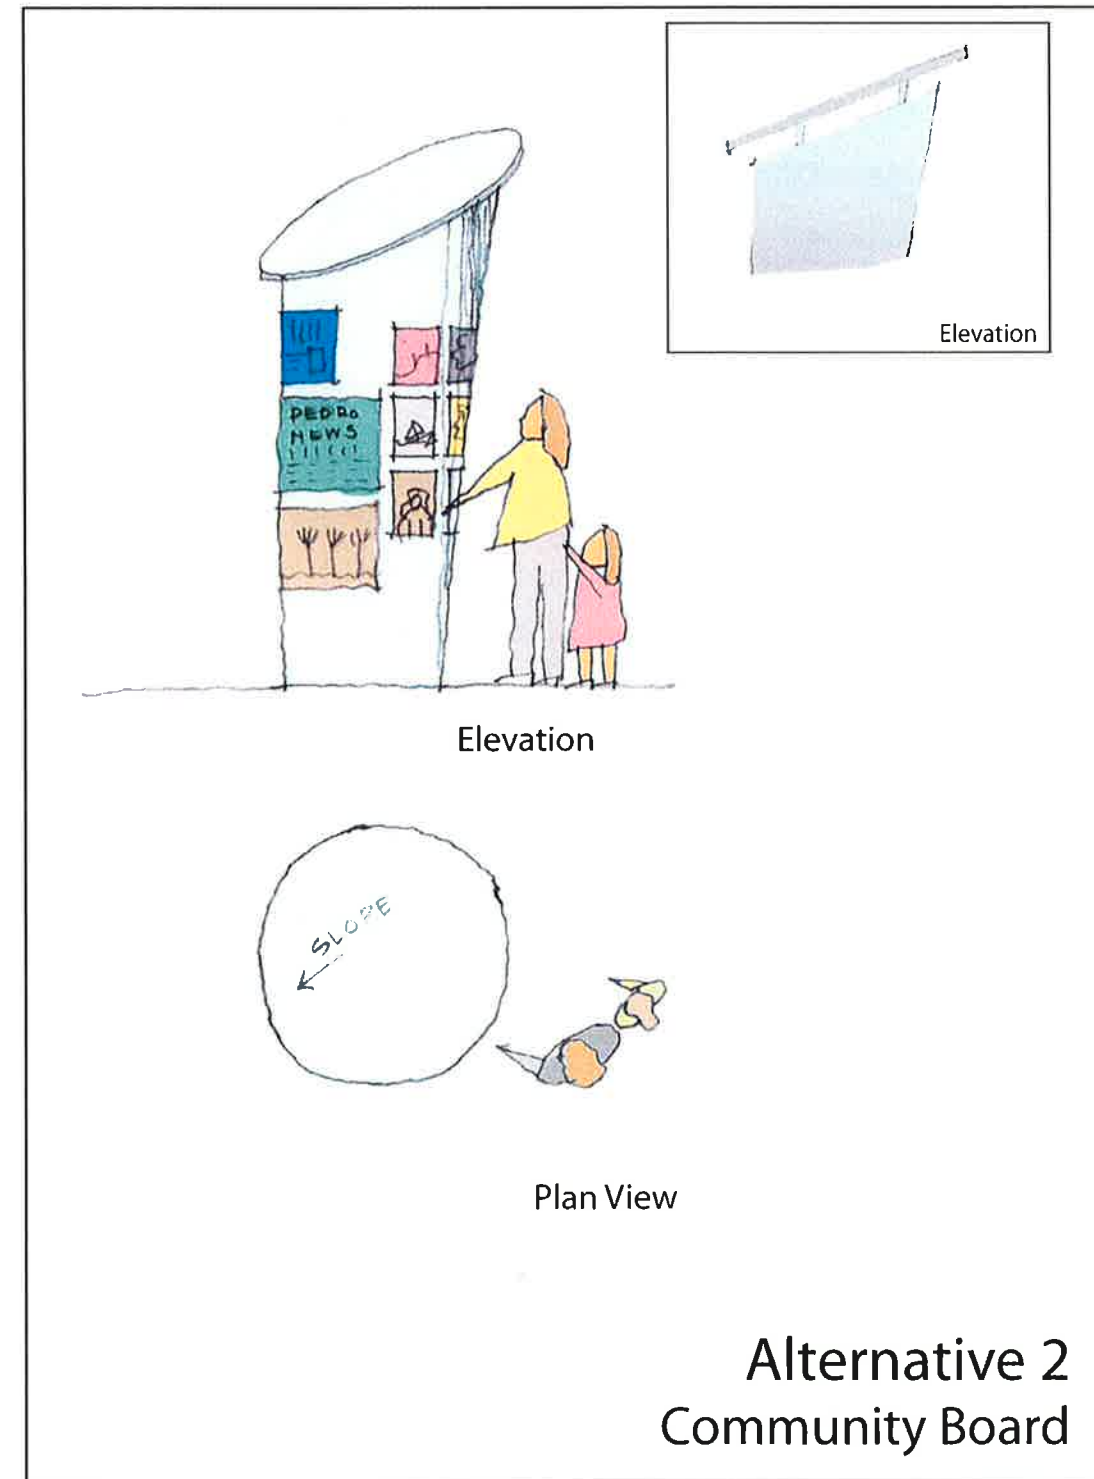 Elevation
PEDRO
NEWS
Elevation
SLOPE
Plan View
Alternative 2
Community Board